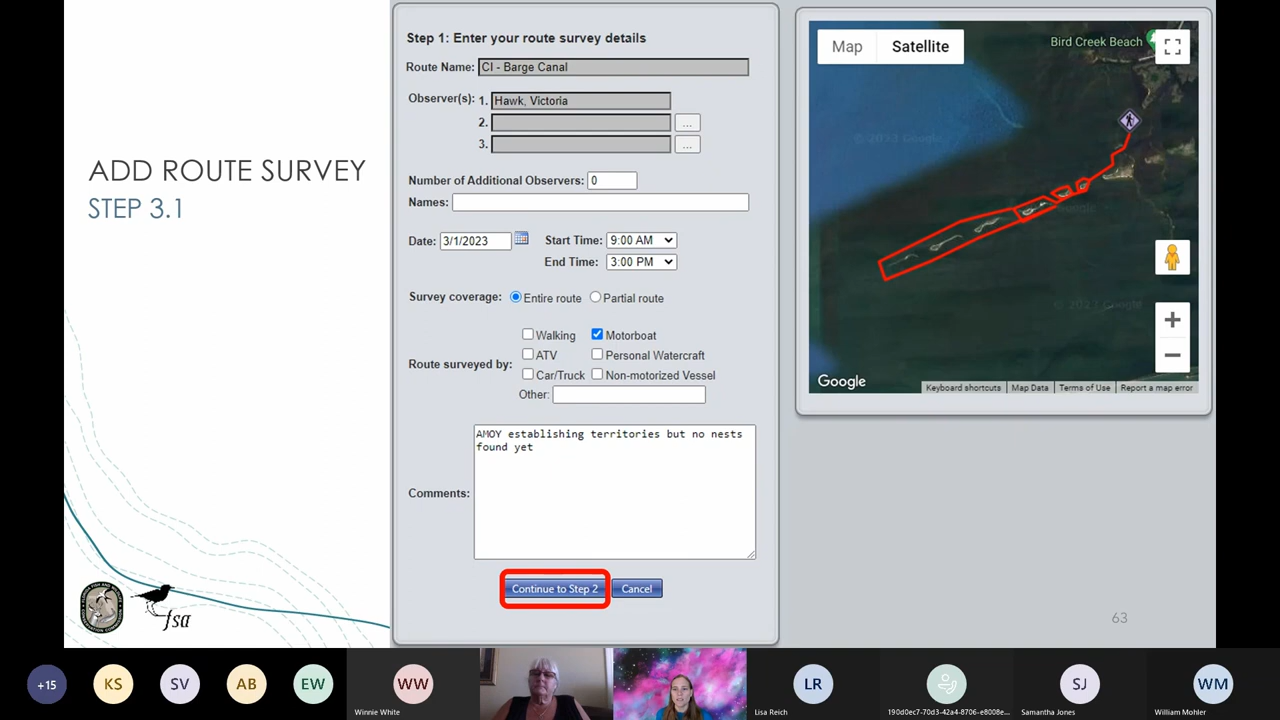 ADD ROUTE SURVEY
STEP 3.1
fsa
Step 1: Enter your route survey details
Route Name: CI - Barge Canal
Observer(s): 1. Hawk, Victoria
2. ...
3. ...
Number of Additional Observers: 0
Names:
Date: 3/1/2023 Start Time: 9:00 AM
End Time: 3:00 PM
Survey coverage: Entire route Partial route
Route surveyed by:
Walking Motorboat
ATV Personal Watercraft
Car/Truck Non-motorized Vessel
Other:
Comments:
AMOY establishing territories but no nests
found yet
Continue to Step 2 Cancel
Map Satellite
Bird Creek Beach
Google
Keyboard shortcuts Map Data Terms of Use Report a map error
63
+15 KS SV AB EW WW LR SJ WM
Winnie White Lisa Reich 190d0ec7-70d3-42a4-8706-e8008e... Samantha Jones William Mohler